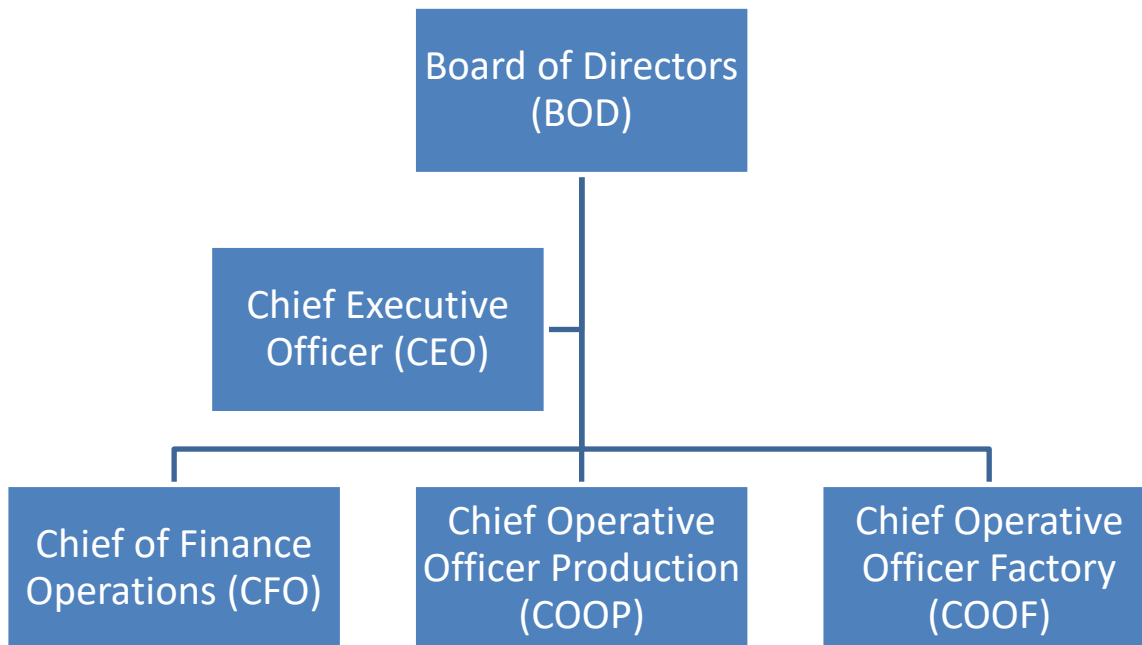 Board of Directors
(BOD)
Chief Executive
Officer (CEO)
Chief of Finance
Operations (CFO)
Chief Operative
Officer Production
(COOP)
Chief Operative
Officer Factory
(COOF)